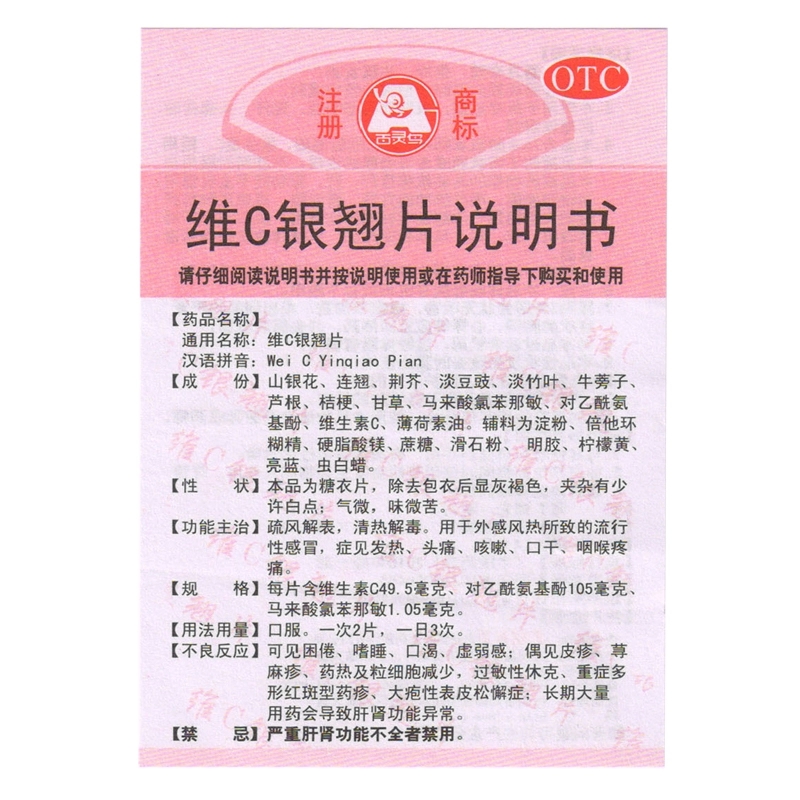 注册
商标
百灵鸟
OTC
维C银翘片说明书
请仔细阅读说明书并按说明使用或在药师指导下购买和使用
【药品名称】
通用名称：维C银翘片
汉语拼音：Wei C Yinqiao Pian
【成　份】山银花、连翘、荆芥、淡豆豉、淡竹叶、牛蒡子、
芦根、桔梗、甘草、马来酸氯苯那敏、对乙酰氨
基酚、维生素C、薄荷素油。辅料为淀粉、倍他环
糊精、硬脂酸镁、蔗糖、滑石粉、明胶、柠檬黄、
亮蓝、虫白蜡。
【性　状】本品为糖衣片，除去包衣后显灰褐色，夹杂有少
许白点；气微，味微苦。
【功能主治】疏风解表，清热解毒。用于外感风热所致的流行
性感冒，症见发热、头痛、咳嗽、口干、咽喉疼
痛。
【规　格】每片含维生素C49.5毫克、对乙酰氨基酚105毫克、
马来酸氯苯那敏1.05毫克。
【用法用量】口服。一次2片，一日3次。
【不良反应】可见困倦、嗜睡、口渴、虚弱感；偶见皮疹、荨
麻疹、药热及粒细胞减少，过敏性休克、重症多
形红斑型药疹、大疱性表皮松懈症；长期大量
用药会导致肝肾功能异常。
【禁　忌】严重肝肾功能不全者禁用。